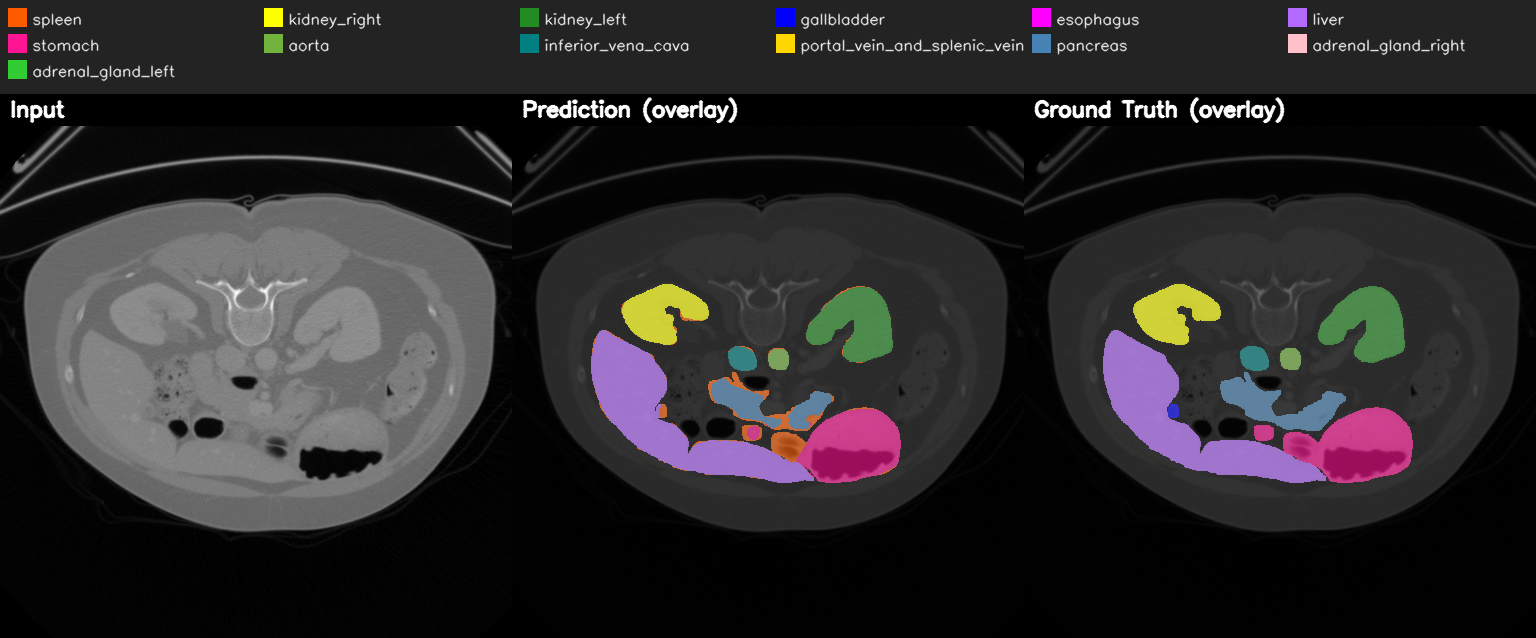 spleen kidney_right kidney_left gallbladder esophagus liver
stomach aorta inferior_vena_cava portal_vein_and_splenic_vein pancreas adrenal_gland_right
adrenal_gland_left
Input Prediction (overlay) Ground Truth (overlay)